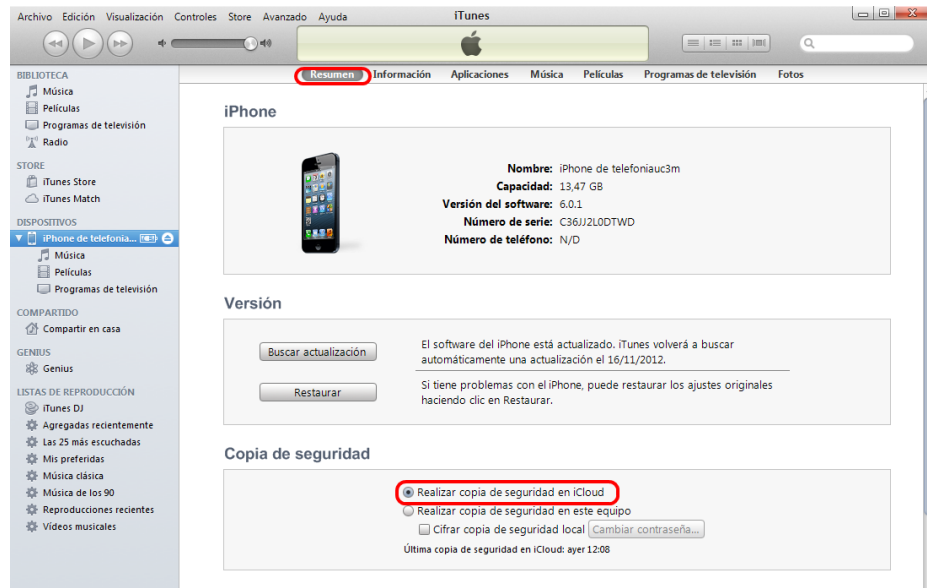 Archivo Edición Visualización Controles Store Avanzado Ayuda
iTunes
BIBLIOTECA
Música
Películas
Programas de televisión
Radio
STORE
iTunes Store
iTunes Match
DISPOSITIVOS
iPhone de telefonia...
Música
Películas
Programas de televisión
COMPARTIDO
Compartir en casa
GENIUS
Genius
LISTAS DE REPRODUCCIÓN
iTunes DJ
Agregadas recientemente
Las 25 más escuchadas
Mis preferidas
Música clásica
Música de los 90
Reproducciones recientes
Vídeos musicales
Resumen Información Aplicaciones Música Películas Programas de televisión Fotos
iPhone
Nombre: iPhone de telefoniauc3m
Capacidad: 13,47 GB
Versión del software: 6.0.1
Número de serie: C36JJ2L0DTWD
Número de teléfono: N/D
Versión
Buscar actualización
El software del iPhone está actualizado. iTunes volverá a buscar
automáticamente una actualización el 16/11/2012.
Restaurar
Si tiene problemas con el iPhone, puede restaurar los ajustes originales
haciendo clic en Restaurar.
Copia de seguridad
Realizar copia de seguridad en iCloud
Realizar copia de seguridad en este equipo
Cifrar copia de seguridad local Cambiar contraseña...
Última copia de seguridad en iCloud: ayer 12:08